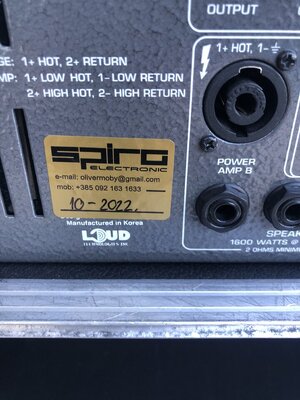 OUTPUT
GE: 1+ HOT, 2+ RETURN
MP: 1+ LOW HOT, 1- LOW RETURN
2+ HIGH HOT, 2- HIGH RETURN
1+ HOT, 1-
spiro
ELECTRONIC
e-mail: olivermoby@gmail.com
mob: +385 092 163 1633
10-2022.
Manufactured in Korea
LOUD
TECHNOLOGIES INC
POWER
AMP B
SPEAK
1600 WATTS @
2 OHMS MINIMU